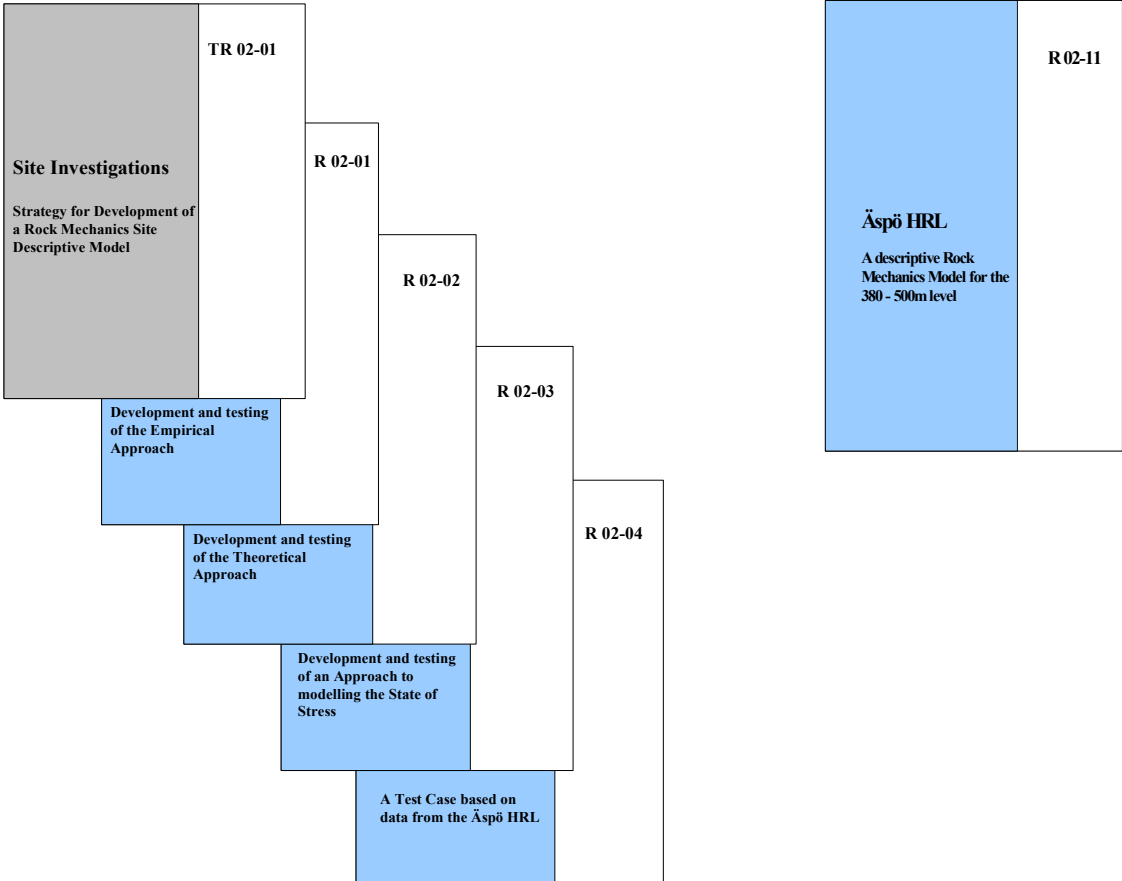 TR 02-01
Site Investigations
Strategy for Development of
a Rock Mechanics Site
Descriptive Model
R 02-01
Development and testing
of the Empirical
Approach
R 02-02
Development and testing
of the Theoretical
Approach
R 02-03
Development and testing
of an Approach to
modelling the State of
Stress
R 02-04
A Test Case based on
data from the Äspö HRL
R 02-11
Äspö HRL
A descriptive Rock
Mechanics Model for the
380 - 500m level